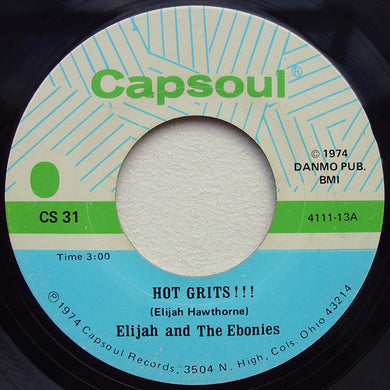 Capsoul®
© 1974
DANMO PUB.
BMI
CS 31
4111-13A
Time 3:00
HOT GRITS!!!
(Elijah Hawthorne)
Elijah and The Ebonies
℗ 1974 Capsoul Records, 3504 N. High, Cols. Ohio 43214